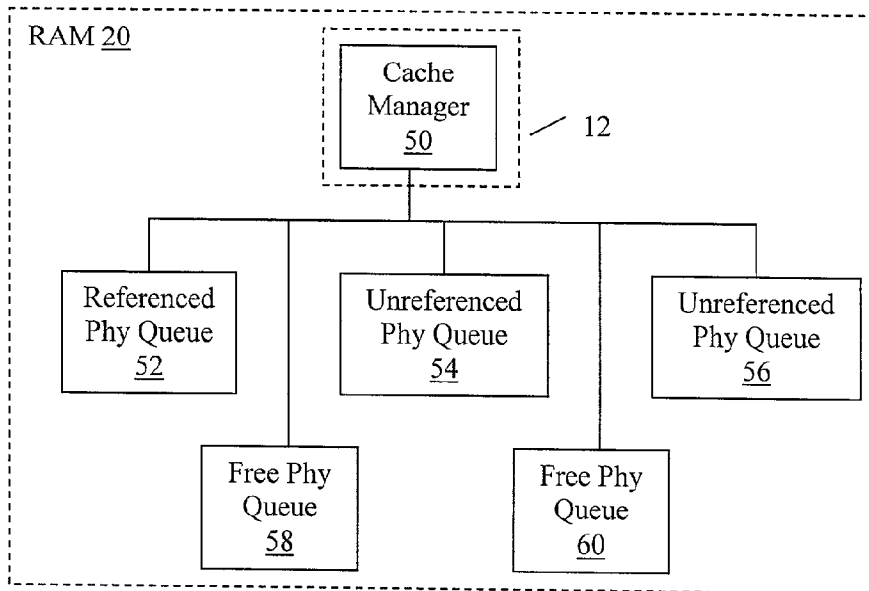 RAM 20
Cache
Manager
50
12
Referenced
Phy Queue
52
Unreferenced
Phy Queue
54
Unreferenced
Phy Queue
56
Free Phy
Queue
58
Free Phy
Queue
60